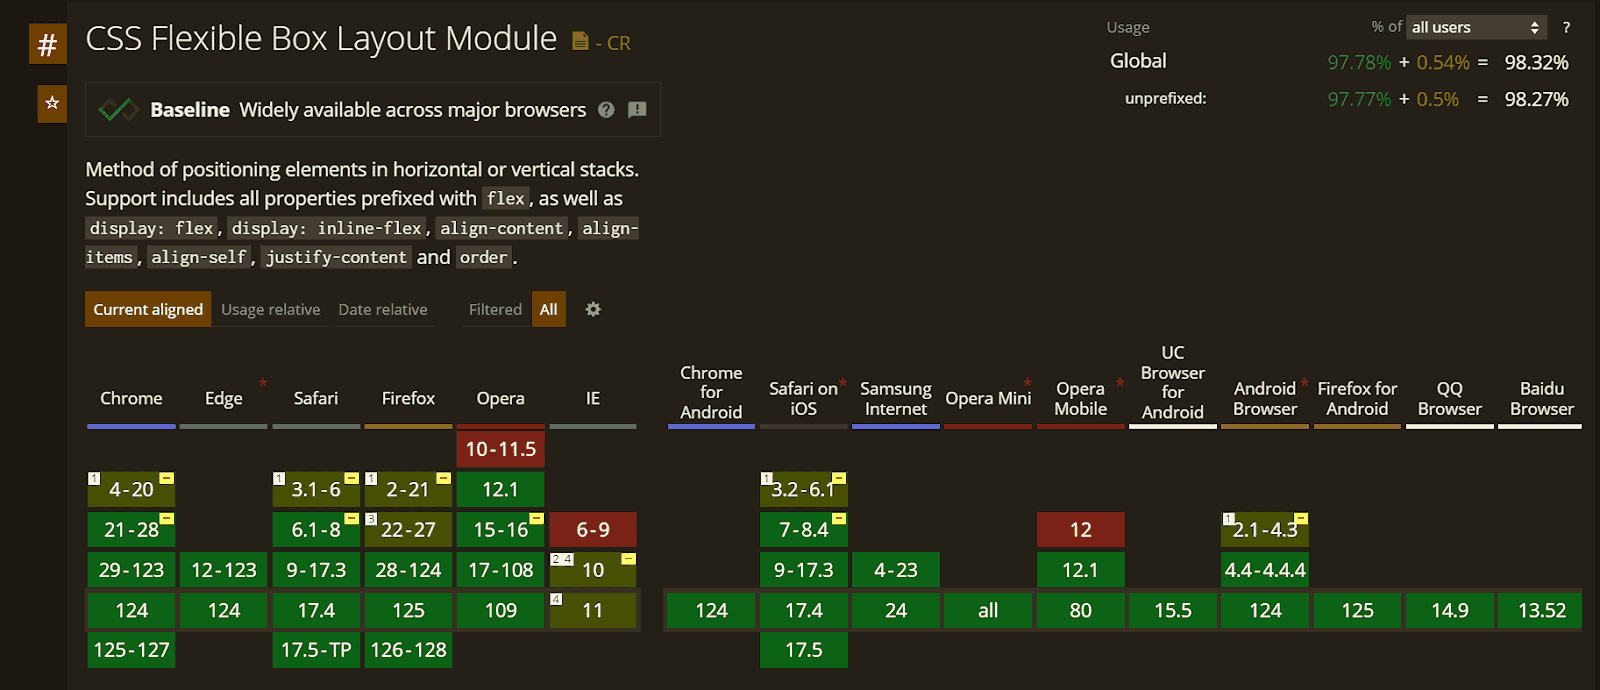 # CSS Flexible Box Layout Module - CR
Usage % of all users ?
Global 97.78% + 0.54% = 98.32%
unprefixed: 97.77% + 0.5% = 98.27%
Baseline Widely available across major browsers ?
Method of positioning elements in horizontal or vertical stacks.
Support includes all properties prefixed with flex, as well as
display: flex, display: inline-flex, align-content, align-
items, align-self, justify-content and order.
Current aligned Usage relative Date relative Filtered All
Chrome Edge * Safari Firefox Opera IE
Chrome for Android
Safari on iOS *
Samsung Internet
Opera Mini *
Opera Mobile *
UC Browser for Android
Android Browser *
Firefox for Android
QQ Browser
Baidu Browser
10-11.5
1 4-20 1 3.1-6 1 2-21 12.1 1 3.2-6.1
21-28 6.1-8 3 22-27 15-16 6-9 7-8.4 12 1 2.1-4.3
29-123 12-123 9-17.3 28-124 17-108 2 4 10 9-17.3 4-23 12.1 4.4-4.4.4
124 124 17.4 125 109 4 11 124 17.4 24 all 80 15.5 124 125 14.9 13.52
125-127 17.5-TP 126-128 17.5